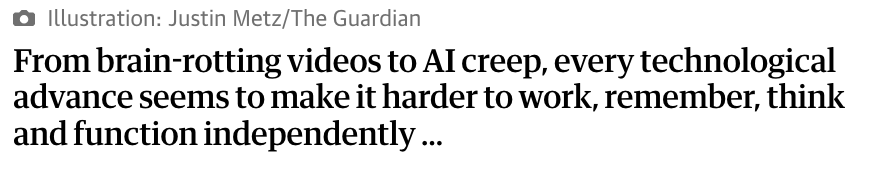 Illustration: Justin Metz/The Guardian
From brain-rotting videos to AI creep, every technological
advance seems to make it harder to work, remember, think
and function independently ...